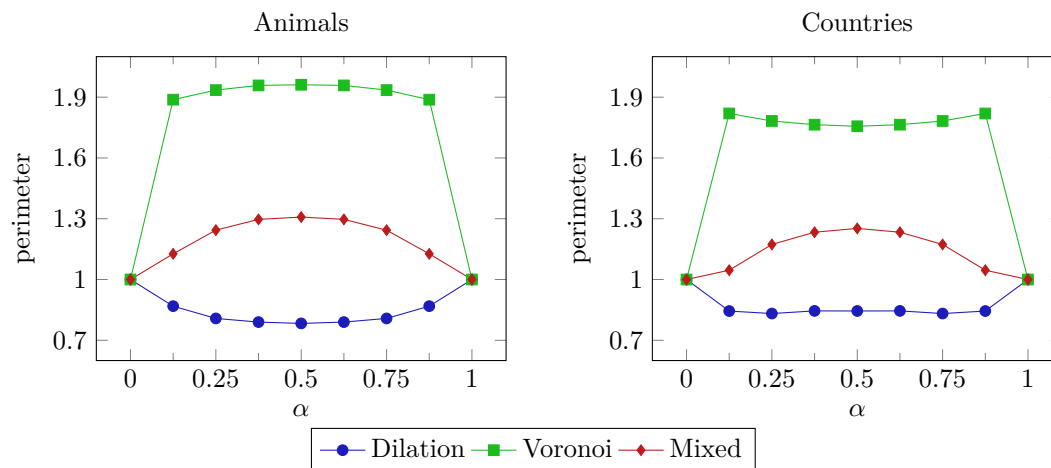 Animals
1.9
1.6
1.3
1
0.7
perimeter
0 0.25 0.5 0.75 1
α
Countries
1.9
1.6
1.3
1
0.7
perimeter
0 0.25 0.5 0.75 1
α
Dilation Voronoi Mixed